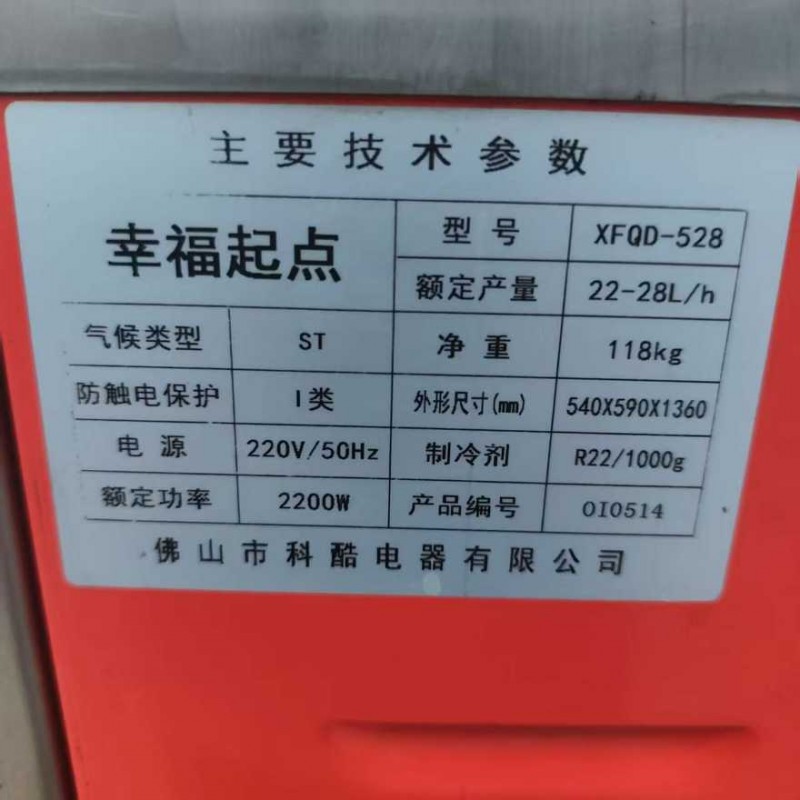 主要技术参数
幸福起点
型号 XFQD-528
额定产量 22-28L/h
气候类型 ST 净重 118kg
防触电保护 I类 外形尺寸(mm) 540X590X1360
电源 220V/50Hz 制冷剂 R22/1000g
额定功率 2200W 产品编号 OI0514
佛山市科酷电器有限公司